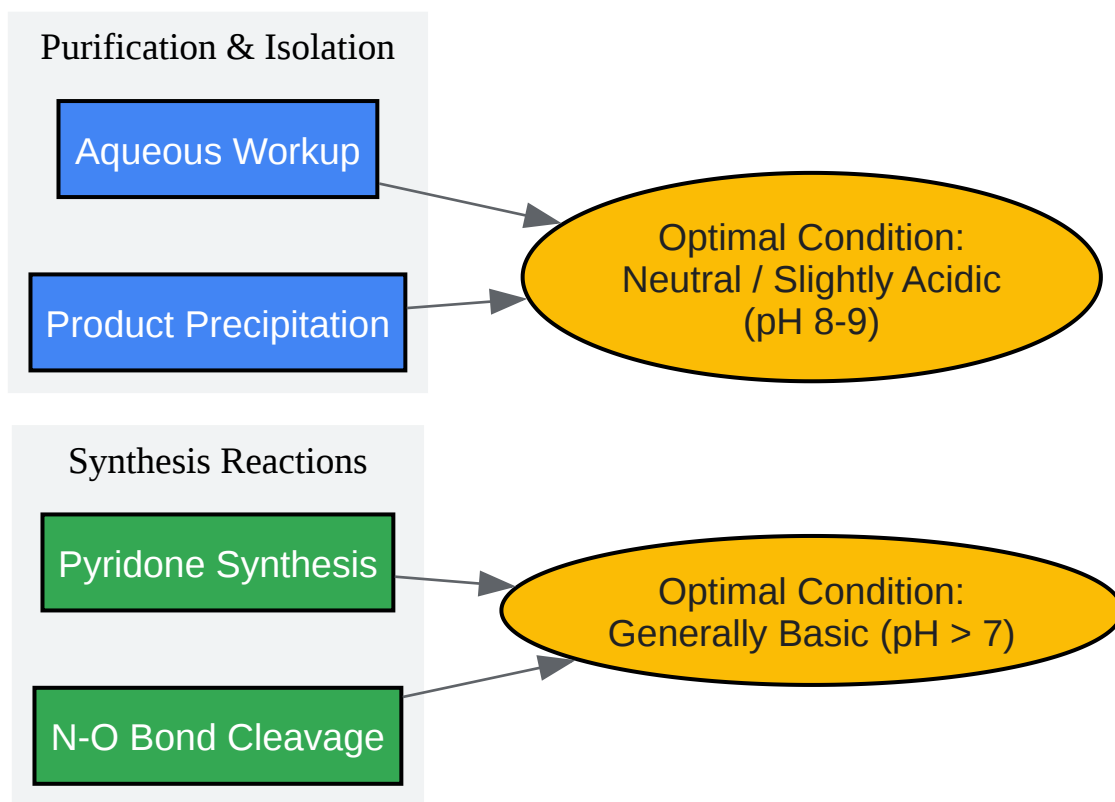 Purification & Isolation
Aqueous Workup
Product Precipitation
Optimal Condition:
Neutral / Slightly Acidic
(pH 8-9)
Synthesis Reactions
Pyridone Synthesis
N-O Bond Cleavage
Optimal Condition:
Generally Basic (pH > 7)